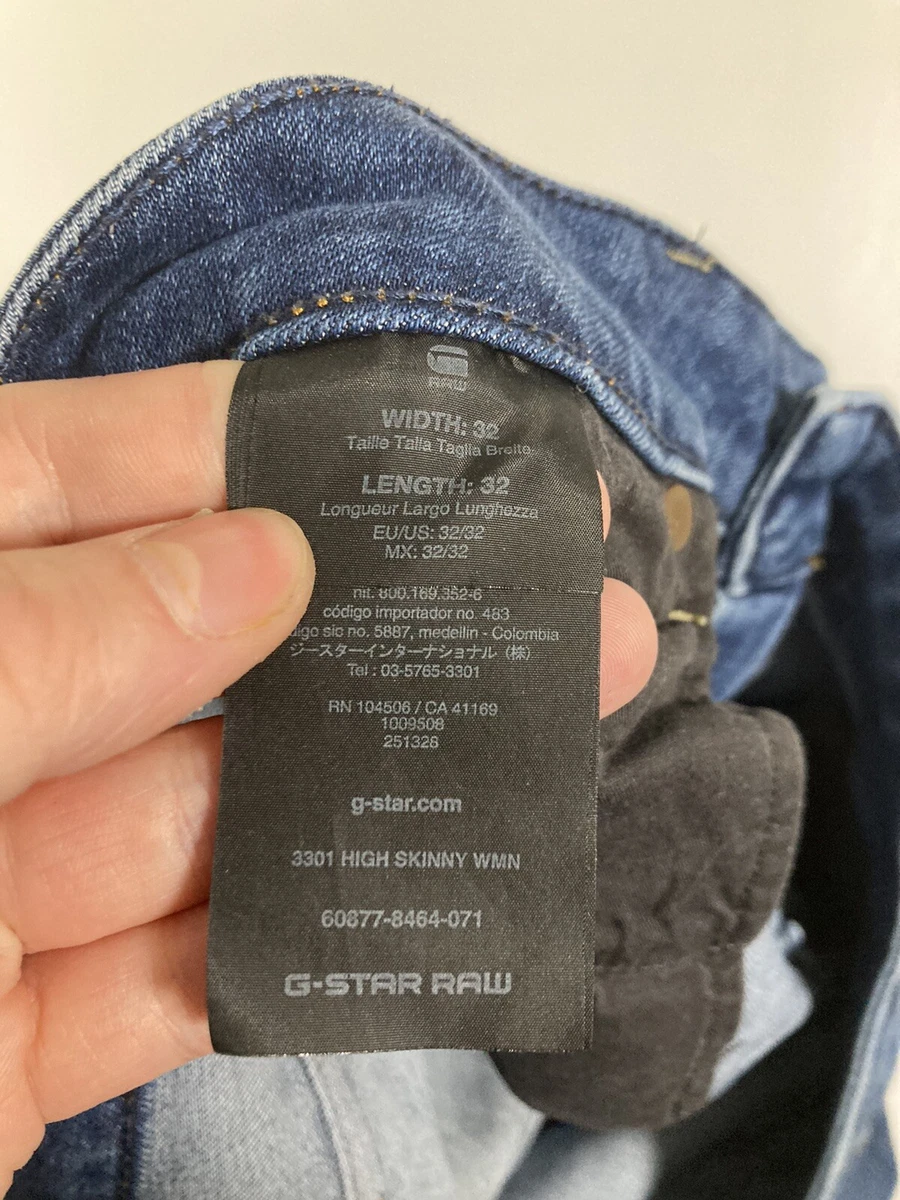 RAW
WIDTH: 32
Taille Talla Taglia Breite
LENGTH: 32
Longueur Largo Lunghezza
EU/US: 32/32
MX: 32/32
nit. 800.169.352-6
código importador no. 483
sic no. 5887, medellin - Colombia
ジースターインターナショナル (株)
Tel : 03-5765-3301
RN 104506 / CA 41169
1009508
251328
g-star.com
3301 HIGH SKINNY WMN
60877-8464-071
G-STAR RAW